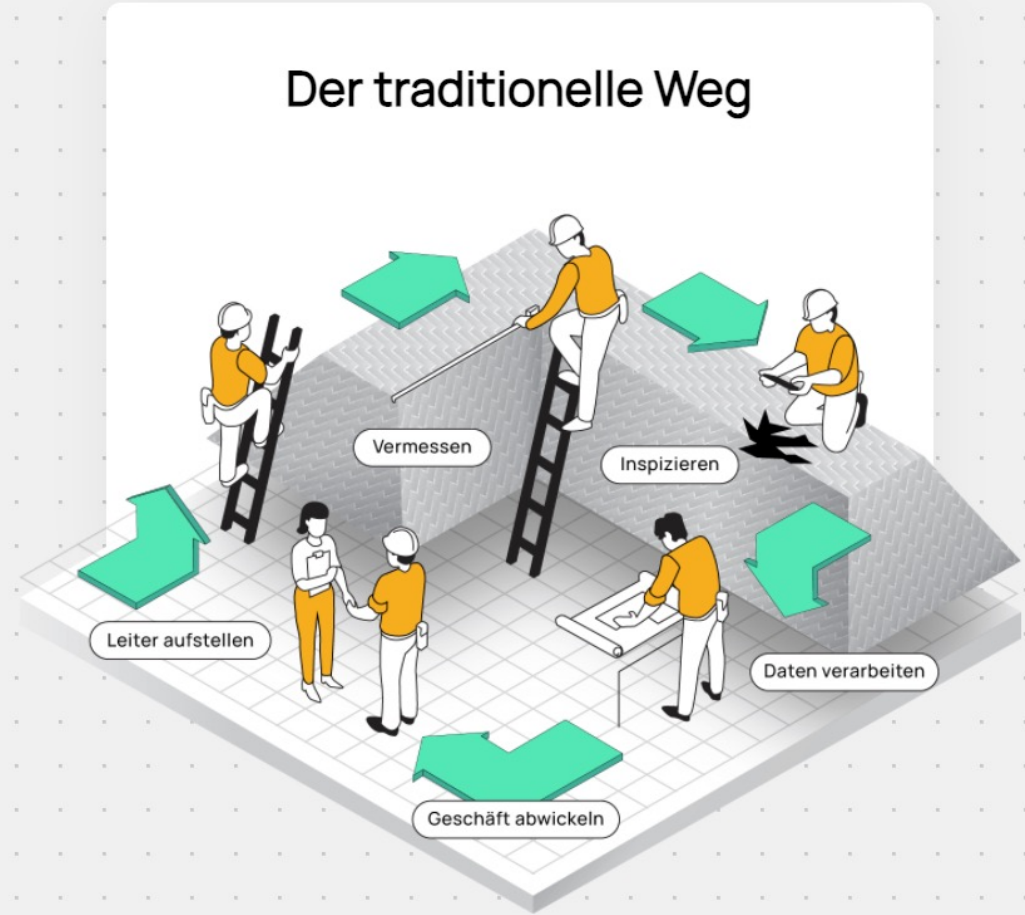 Der traditionelle Weg
Vermessen
Inspizieren
Leiter aufstellen
Daten verarbeiten
Geschäft abwickeln